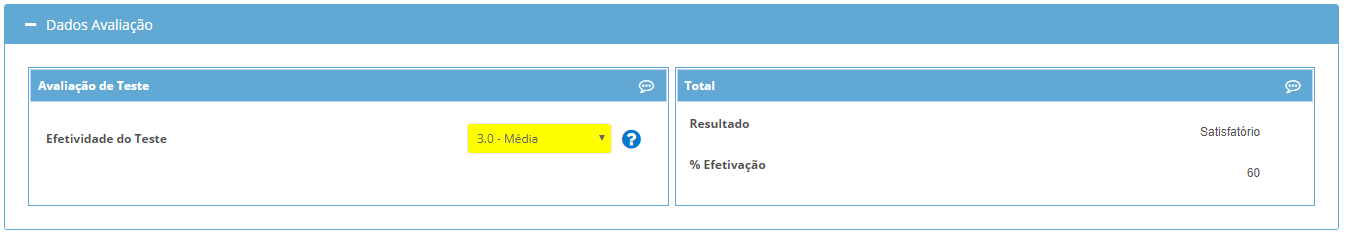 Dados Avaliação
Avaliação de Teste
Efetividade do Teste
3.0 - Média
?
Total
Resultado
Satisfatório
% Efetivação
60